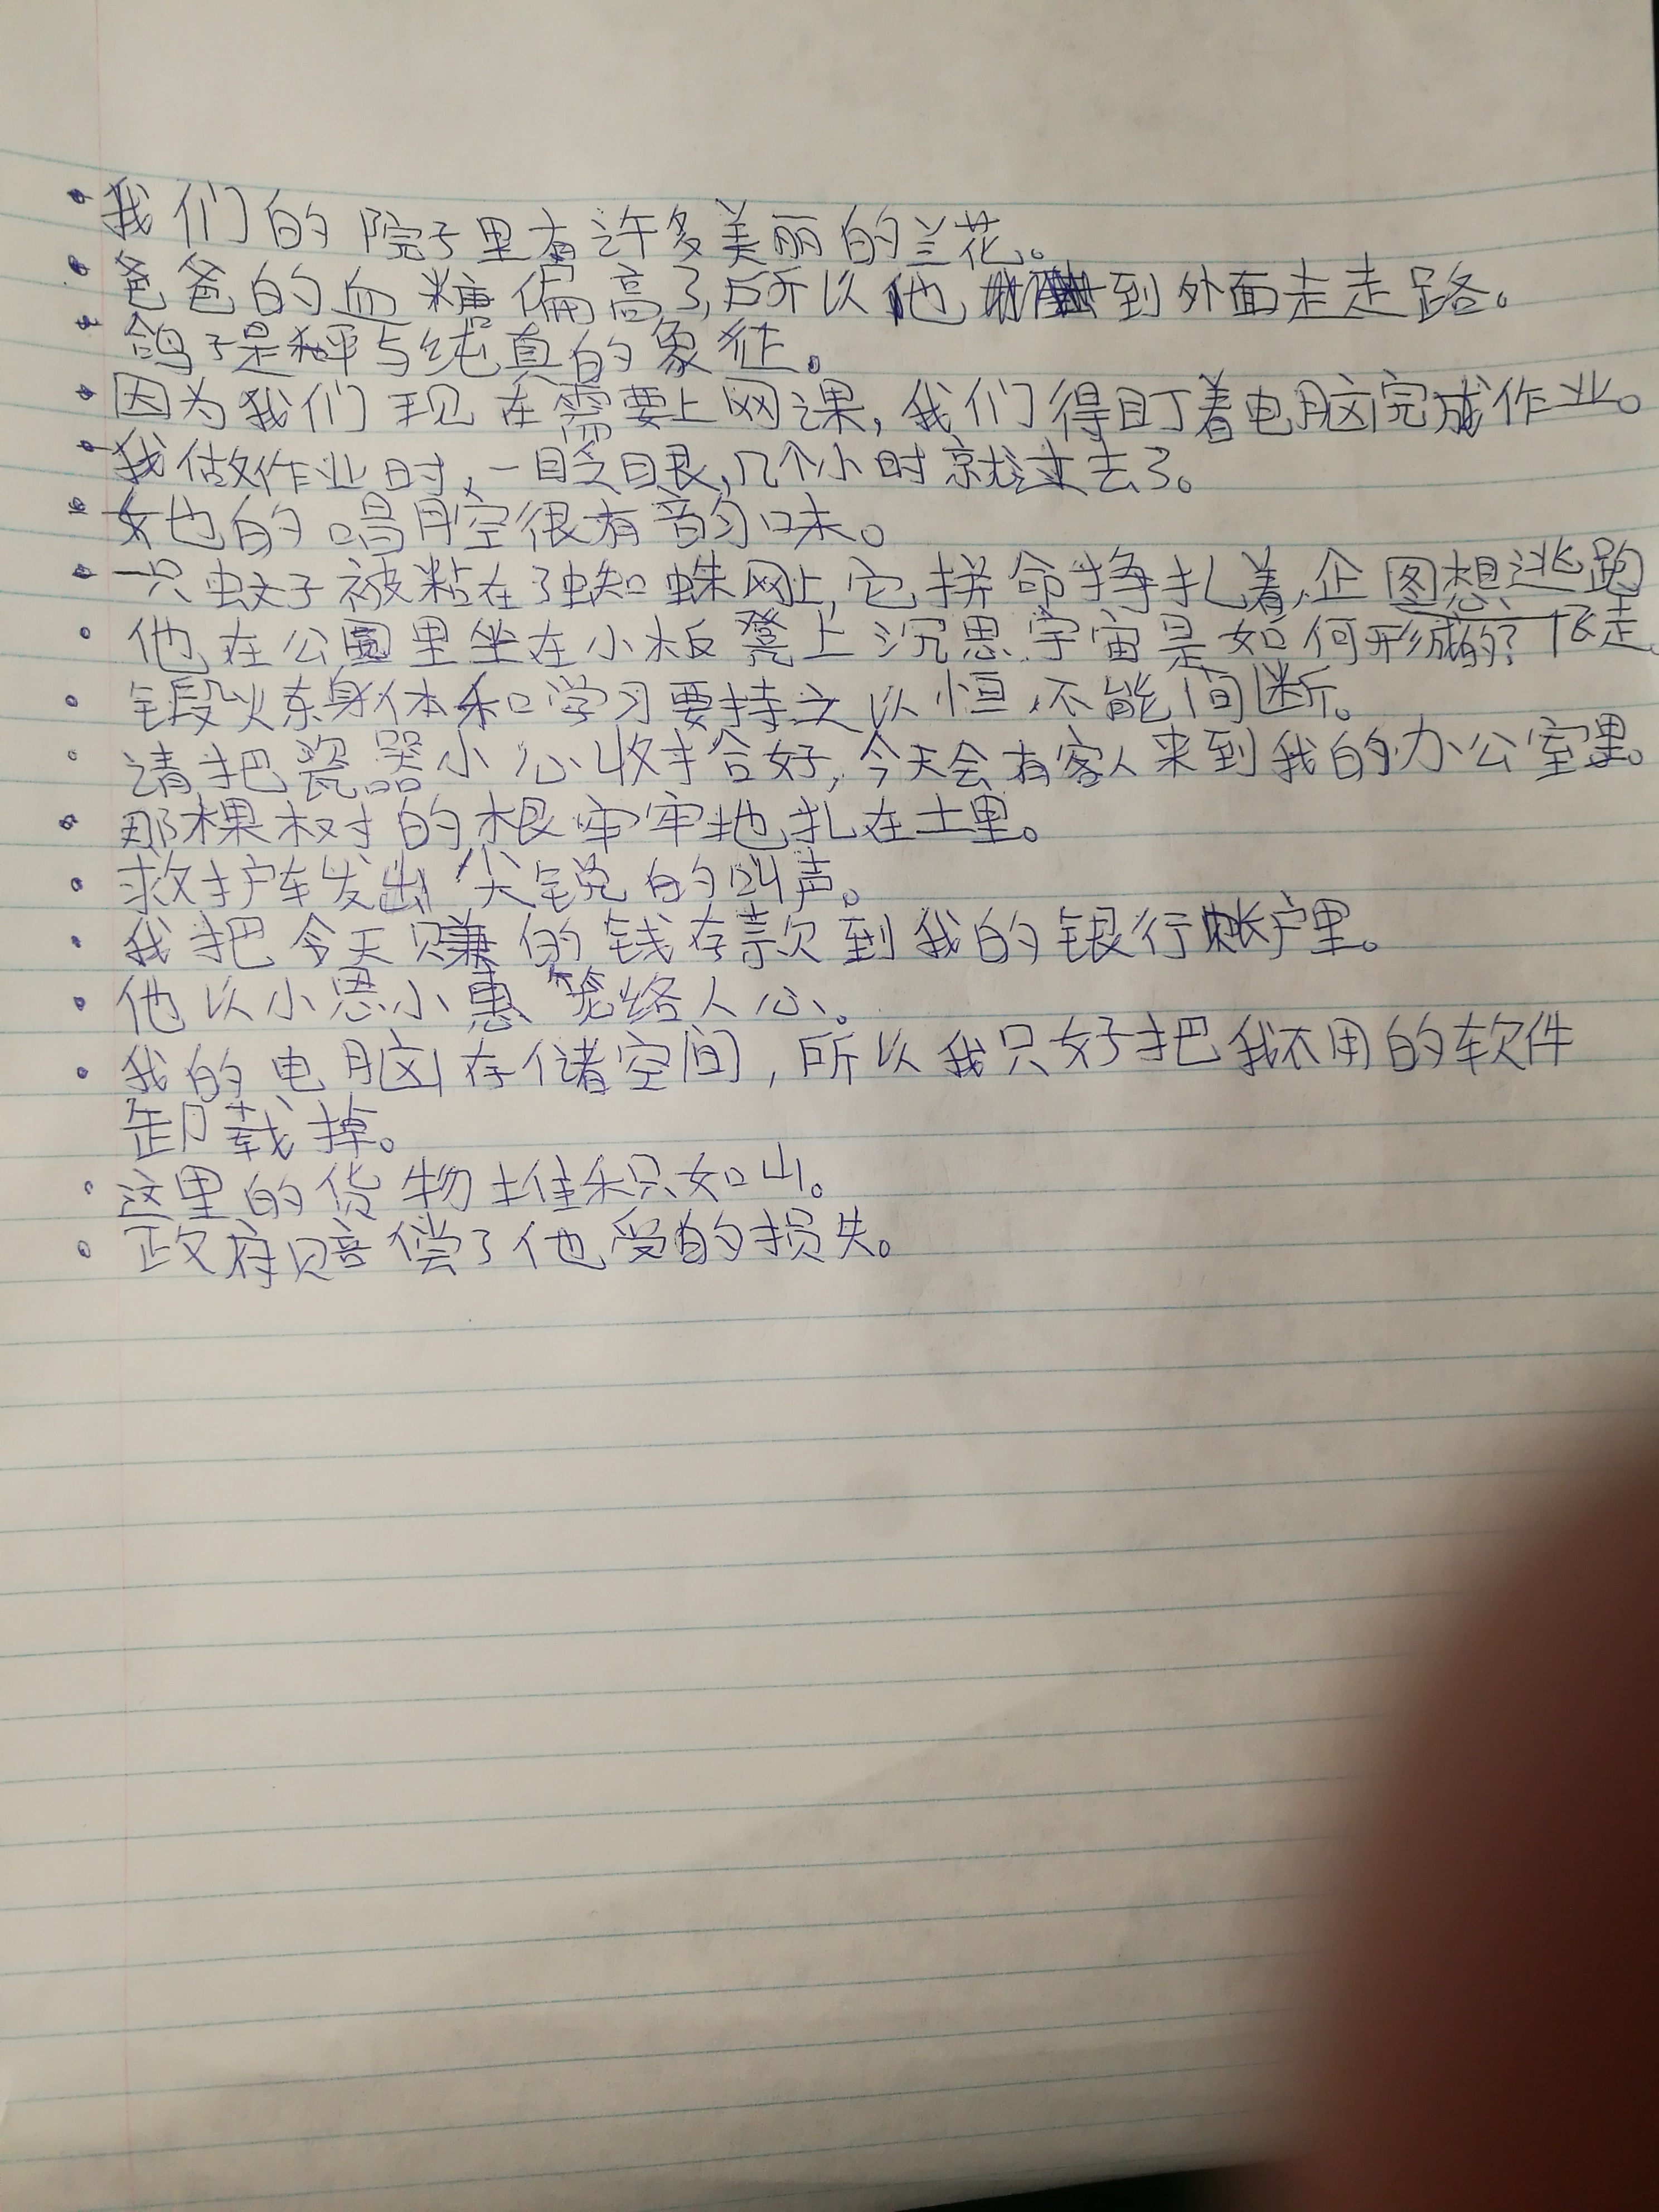 我们的院子里有许多美丽的兰花。
爸爸的血糖偏高了,所以他到外面走走路。
鸽子是和平与纯真的象征。
因为我们现在需要上网课,我们得盯着电脑完成作业。
我做作业时,一眨眼,几个小时就过去了。
她的唱腔很有韵味。
一只蚊子被粘在了蜘蛛网上,它拼命挣扎着,企图想逃跑
飞走。
他在公园里坐在小板凳上沉思宇宙是如何形成的?
锻炼身体和学习要持之以恒,不能间断。
请把瓷器小心收拾好,今天会有客人来到我的办公室里。
那棵树的根牢牢地扎在土里。
救护车发出尖锐的叫声。
我把今天赚的钱存款到我的银行帐户里。
他以小恩小惠笼络人心。
我的电脑存储空间,所以我只好把我不用的软件
卸载掉。
这里的货物堆积如山。
政府赔偿了他受的损失。